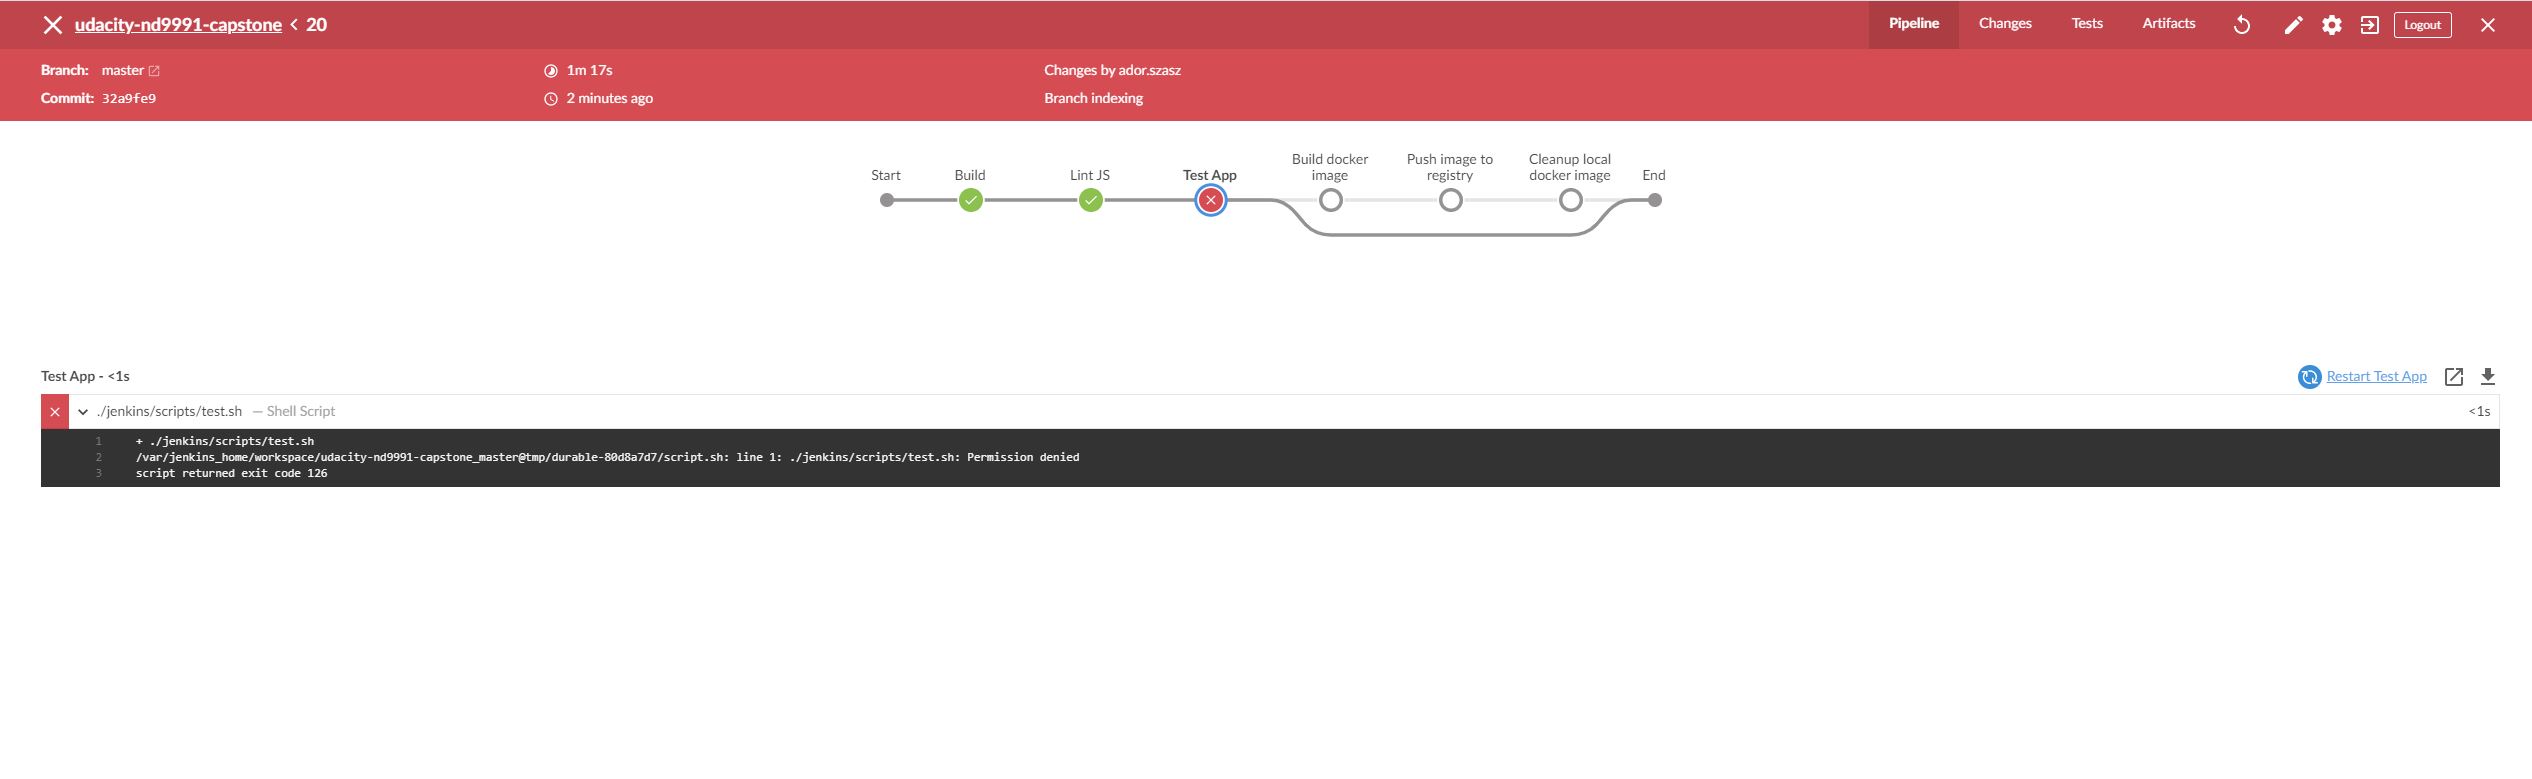 udacity-nd9991-capstone < 20
Pipeline Changes Tests Artifacts Logout
Branch: master 1m 17s Changes by ador.szasz
Commit: 32a9fe9 2 minutes ago Branch indexing
Build docker Push image to Cleanup local
Start Build Lint JS Test App image registry docker image End
Test App - <1s Restart Test App
./jenkins/scripts/test.sh — Shell Script <1s
1 + ./jenkins/scripts/test.sh
2 /var/jenkins_home/workspace/udacity-nd9991-capstone_master@tmp/durable-80d8a7d7/script.sh: line 1: ./jenkins/scripts/test.sh: Permission denied
3 script returned exit code 126